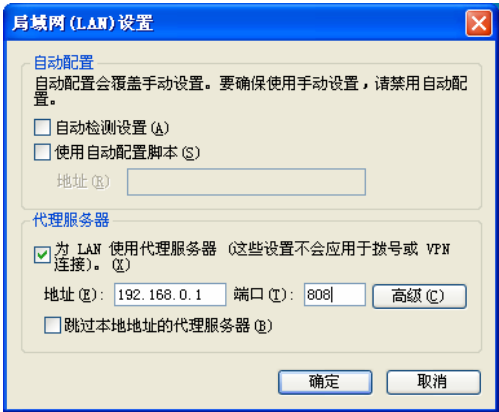 局域网(LAN)设置
自动配置
自动配置会覆盖手动设置。要确保使用手动设置，请禁用自动配
置。
自动检测设置(A)
使用自动配置脚本(S)
地址(R)
代理服务器
为 LAN 使用代理服务器 (这些设置不会应用于拨号或 VPN
连接)。(X)
地址(E): 192.168.0.1 端口(T): 808 高级(C)
跳过本地地址的代理服务器(B)
确定 取消